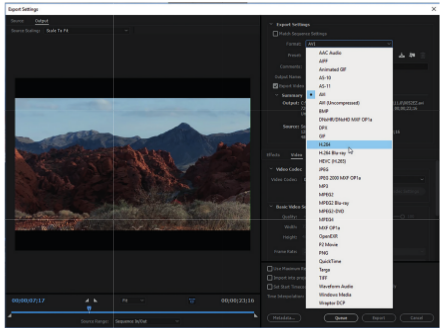 Export Settings
Source Output
Source Scaling: Scale To Fit
Export Settings
Match Sequence Settings
Format: AVI
Preset:
Comments:
Output Name:
Export Video
Summary
Output:
Source:
AAC Audio
AIFF
Animated GIF
AS-10
AS-11
AVI
AVI (Uncompressed)
BMP
DNxHR/DNxHD MXF OP1a
DPX
GIF
H.264
H.264 Blu-ray
HEVC (H.265)
JPEG
JPEG 2000 MXF OP1a
MP3
MPEG2
MPEG2 Blu-ray
MPEG2-DVD
MPEG4
MXF OP1a
OpenEXR
P2 Movie
PNG
QuickTime
Targa
TIFF
Waveform Audio
Windows Media
Wraptor DCP
Effects Video
Video Codec
Video Codec:
Basic Video
Quality:
Width:
Height:
Frame Rate:
Use Maximum
Import into
Set Start
Time Interpolation:
00;00;07;17 Fit 00;00;21;16
Source Range: Sequence In/Out
Metadata... Queue Export Cancel